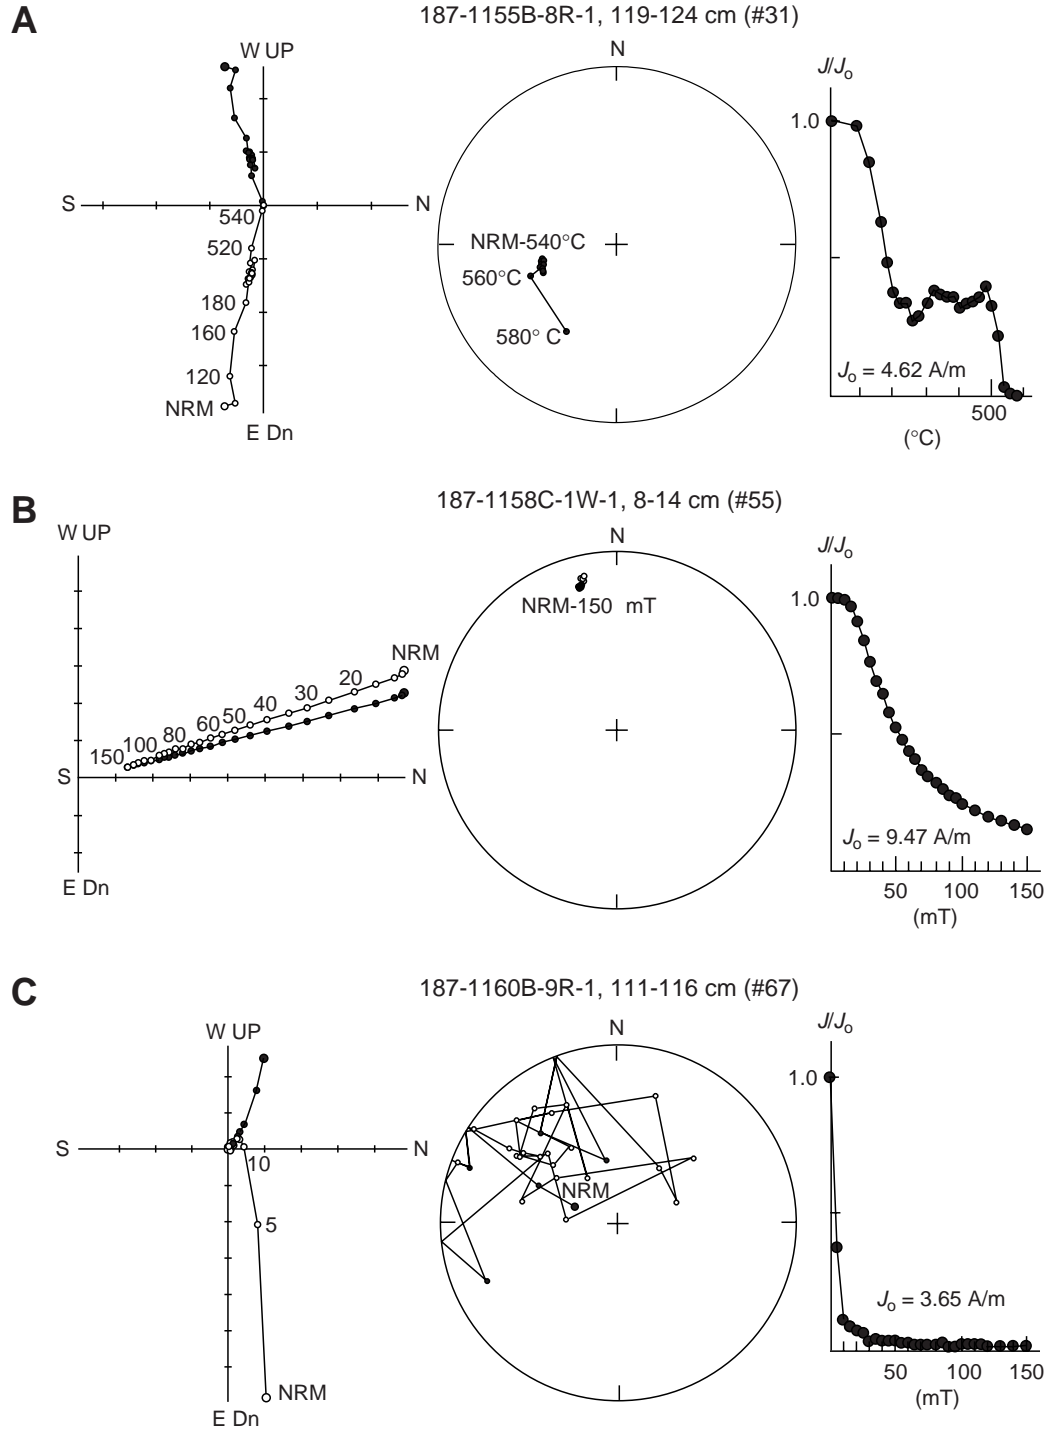 A
187-1155B-8R-1, 119-124 cm (#31)
W UP
S
N
540
520
180
160
120
NRM
E Dn
N
NRM-540°C
560°C
580° C
J/Jo
1.0
Jo = 4.62 A/m
500
(°C)
B
187-1158C-1W-1, 8-14 cm (#55)
W UP
NRM
20
30
40
50
60
80
100
150
S
N
E Dn
N
NRM-150 mT
J/Jo
1.0
Jo = 9.47 A/m
50 100 150
(mT)
C
187-1160B-9R-1, 111-116 cm (#67)
W UP
S
N
10
5
NRM
E Dn
N
NRM
J/Jo
1.0
Jo = 3.65 A/m
50 100 150
(mT)